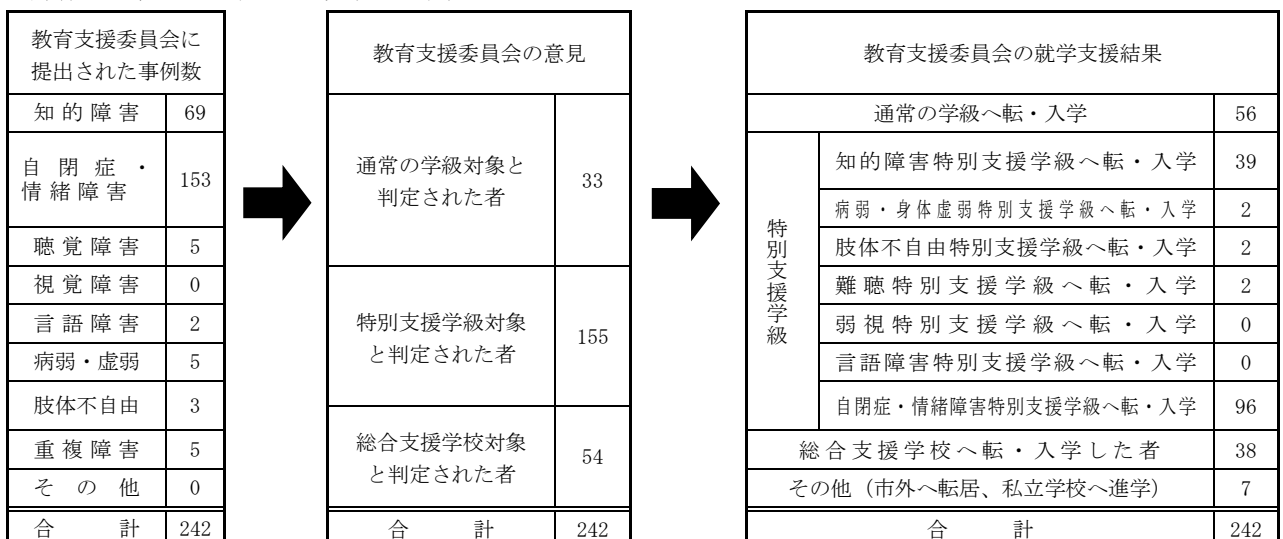 教育支援委員会に
提出された事例数
知的障害 69
自閉症・
情緒障害 153
聴覚障害 5
視覚障害 0
言語障害 2
病弱・虚弱 5
肢体不自由 3
重複障害 5
その他 0
合計 242
教育支援委員会の意見
通常の学級対象と
判定された者 33
特別支援学級対象
と判定された者 155
総合支援学校対象
と判定された者 54
合計 242
教育支援委員会の就学支援結果
通常の学級へ転・入学 56
特別支援学級
知的障害特別支援学級へ転・入学 39
病弱・身体虚弱特別支援学級へ転・入学 2
肢体不自由特別支援学級へ転・入学 2
難聴特別支援学級へ転・入学 2
弱視特別支援学級へ転・入学 0
言語障害特別支援学級へ転・入学 0
自閉症・情緒障害特別支援学級へ転・入学 96
総合支援学校へ転・入学した者 38
その他（市外へ転居、私立学校へ進学） 7
合計 242